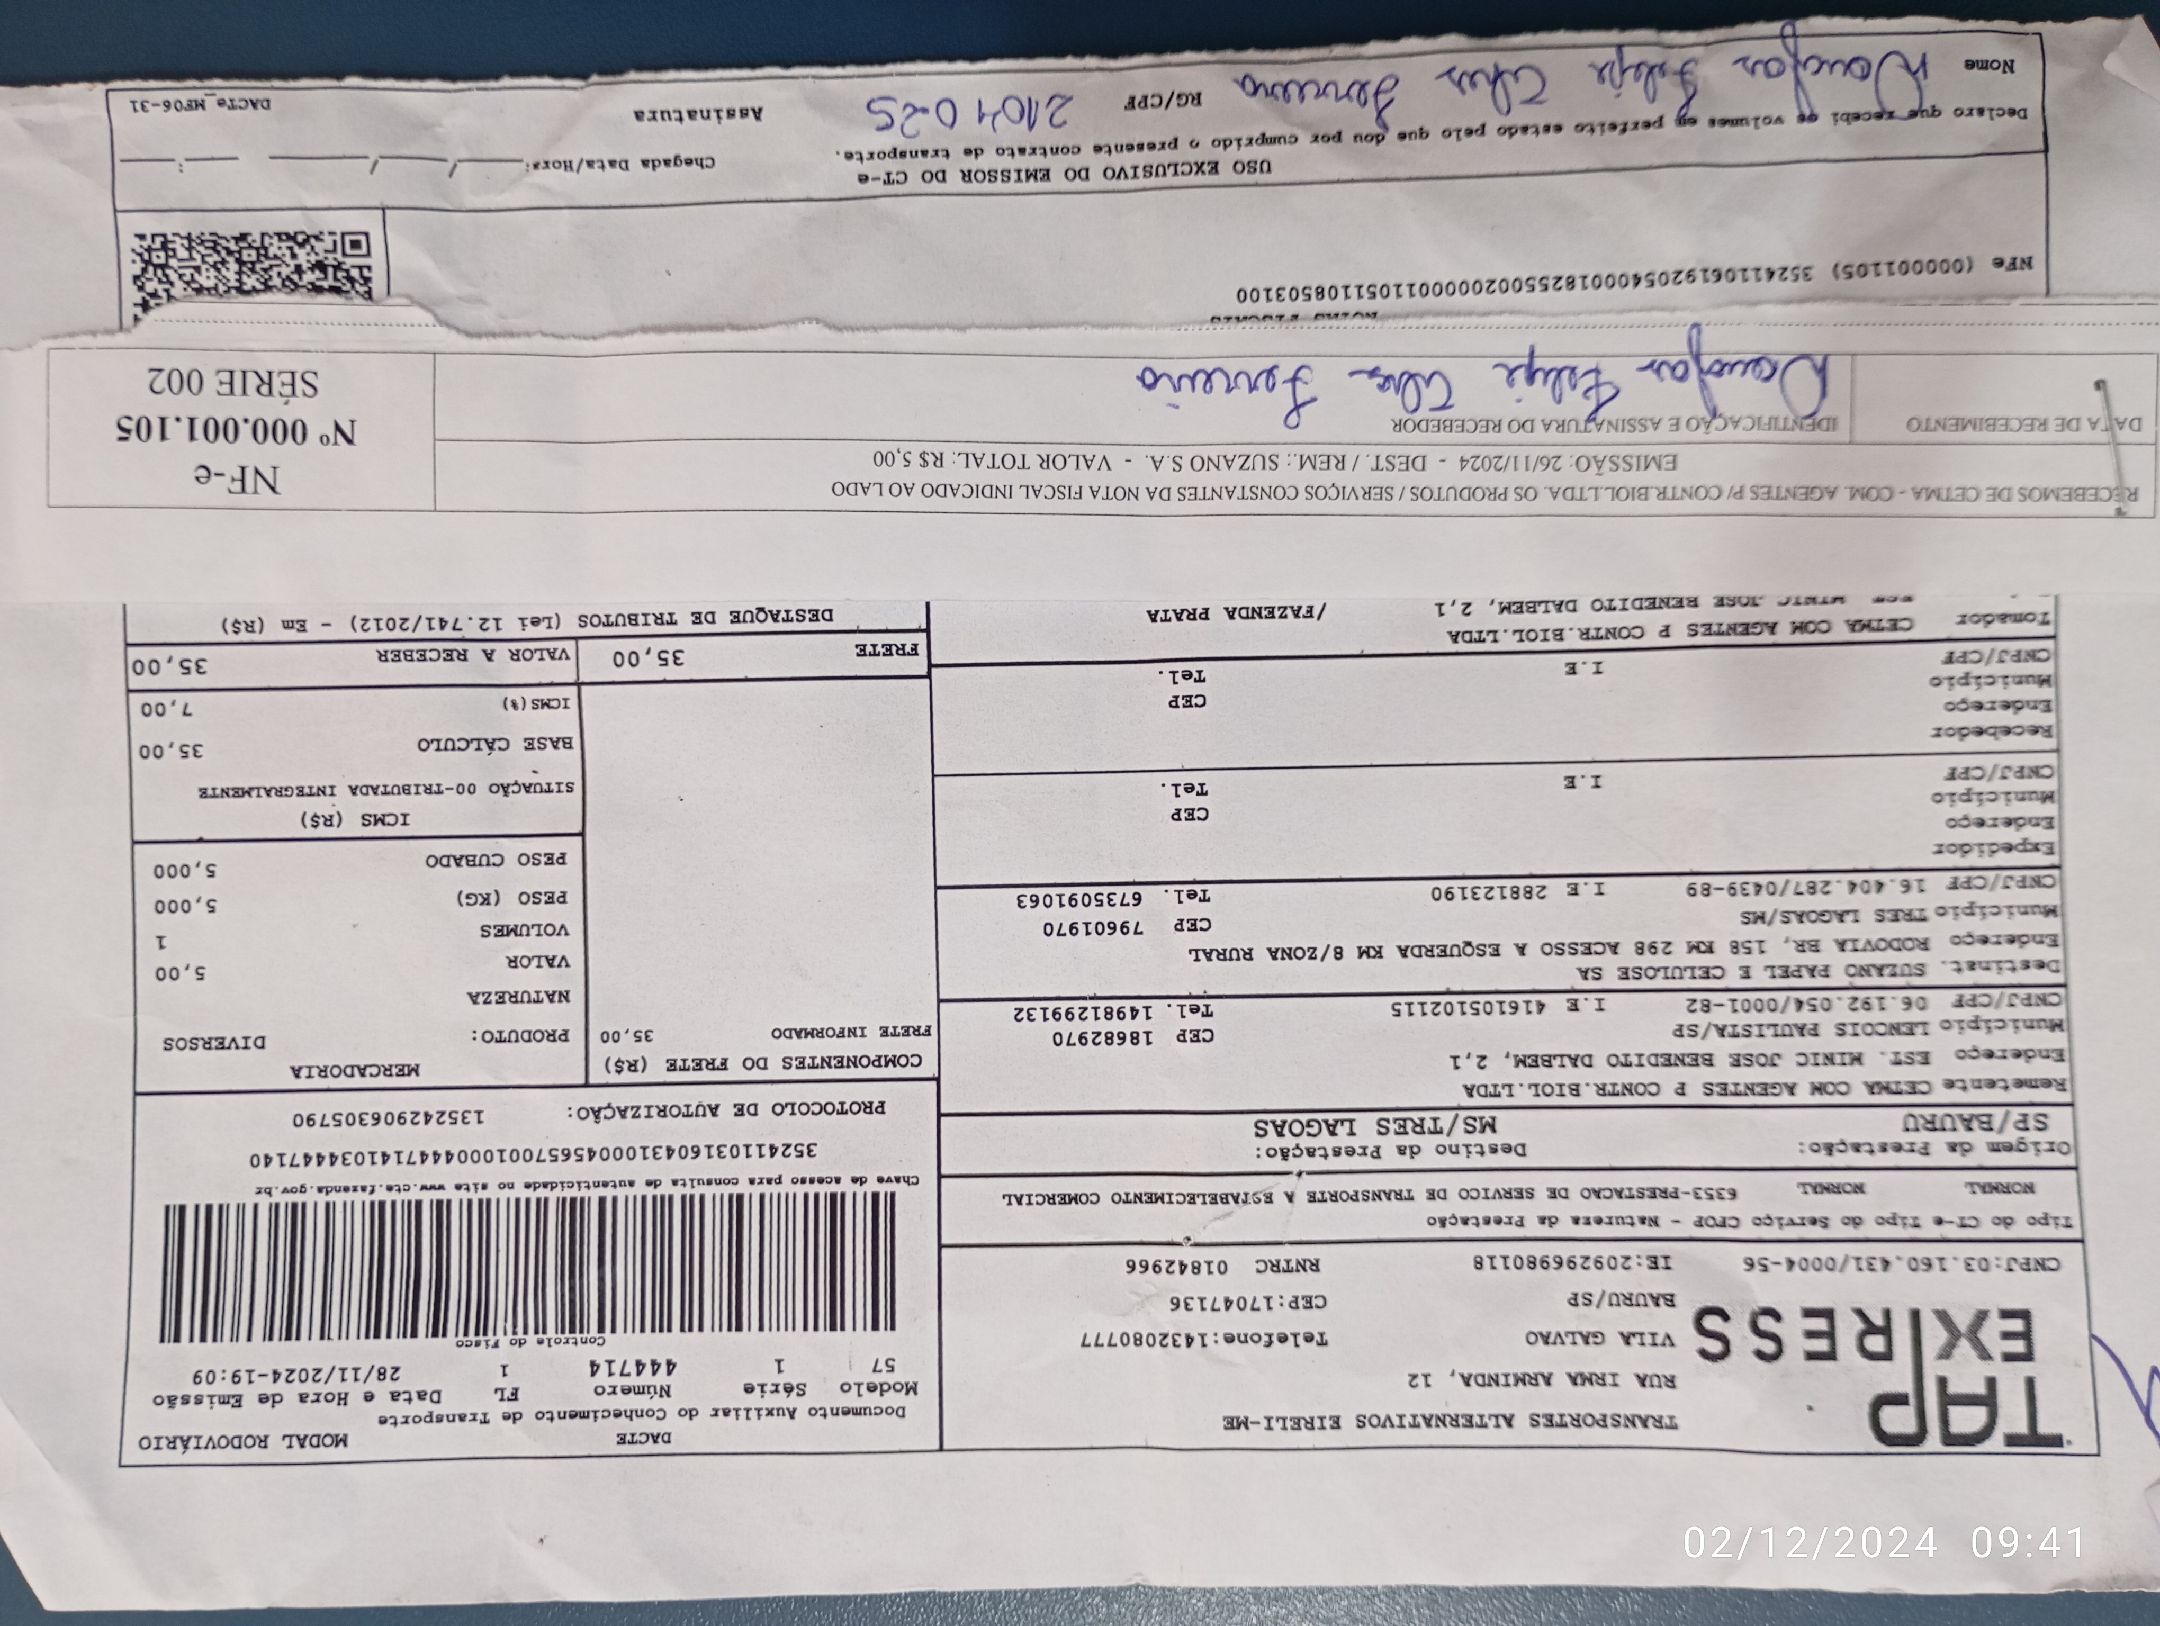 TAP
EXPRESS
TRANSPORTES ALTERNATIVOS EIRELI-ME
RUA IRMA ARMINDA, 12
VILA GALVAO Telefone:1432080777
BAURU/SP CEP:17047136
CNPJ:03.160.431/0004-56 IE:209296980118 RNTRC 01842966
DACTE MODAL RODOVIÁRIO
Documento Auxiliar do Conhecimento de Transporte
Modelo Série Número FL Data e Hora de Emissão
57 1 444714 1 28/11/2024-19:09
Controle do Fisco
Chave de acesso para consulta de autenticidade no site www.cte.fazenda.gov.br
35241103160431000456570010004447141034447140
PROTOCOLO DE AUTORIZAÇÃO: 135242906305790
Tipo do CT-e Tipo do Serviço CFOP - Natureza da Prestação
NORMAL NORMAL 6353-PRESTACAO DE SERVICO DE TRANSPORTE A ESTABELECIMENTO COMERCIAL
Origem da Prestação: Destino da Prestação:
SP/BAURU MS/TRES LAGOAS
Remetente CETMA COM AGENTES P CONTR.BIOL.LTDA
Endereço EST. MINIC JOSE BENEDITO DALBEM, 2,1
Município LENCOIS PAULISTA/SP CEP 18682970
CNPJ/CPF 06.192.054/0001-82 I.E 416105102115 Tel. 14981299132
Destinat. SUZANO PAPEL E CELULOSE SA
Endereço RODOVIA BR, 158 KM 298 ACESSO A ESQUERDA KM 8/ZONA RURAL
Município TRES LAGOAS/MS CEP 79601970
CNPJ/CPF 16.404.287/0439-89 I.E 288123190 Tel. 6735091063
Expedidor
Endereço
Município CEP
CNPJ/CPF I.E Tel.
Recebedor
Endereço
Município CEP
CNPJ/CPF I.E Tel.
Tomador CETMA COM AGENTES P CONTR.BIOL.LTDA
MINIC JOSE BENEDITO DALBEM, 2,1 /FAZENDA PRATA
COMPONENTES DO FRETE (R$)
FRETE INFORMADO 35,00
FRETE 35,00
MERCADORIA
PRODUTO: DIVERSOS
NATUREZA
VALOR 5,00
VOLUMES 1
PESO (KG) 5,000
PESO CUBADO 5,000
ICMS (R$)
SITUAÇÃO 00-TRIBUTADA INTEGRALMENTE
BASE CÁLCULO 35,00
ICMS(%) 7,00
VALOR A RECEBER 35,00
DESTAQUE DE TRIBUTOS (Lei 12.741/2012) - Em (R$)
RECEBEMOS DE CETMA - COM. AGENTES P/ CONTR.BIOL.LTDA. OS PRODUTOS / SERVIÇOS CONSTANTES DA NOTA FISCAL INDICADO AO LADO
EMISSÃO: 26/11/2024 - DEST. / REM.: SUZANO S.A. - VALOR TOTAL: R$ 5,00
DATA DE RECEBIMENTO IDENTIFICAÇÃO E ASSINATURA DO RECEBEDOR
Felipe
NF-e
Nº 000.001.105
SÉRIE 002
NFe (000001105) 35241106192054000182550020000011051108503100
USO EXCLUSIVO DO EMISSOR DO CT-e
Declaro que recebi os volumes em perfeito estado pelo que dou por cumprido o presente contrato de transporte.
Chegada Data/Hora: ____/____/____ ____:____
Nome Felipe RG/CPF Assinatura
DACTe_MF06-31
02/12/2024 09:41